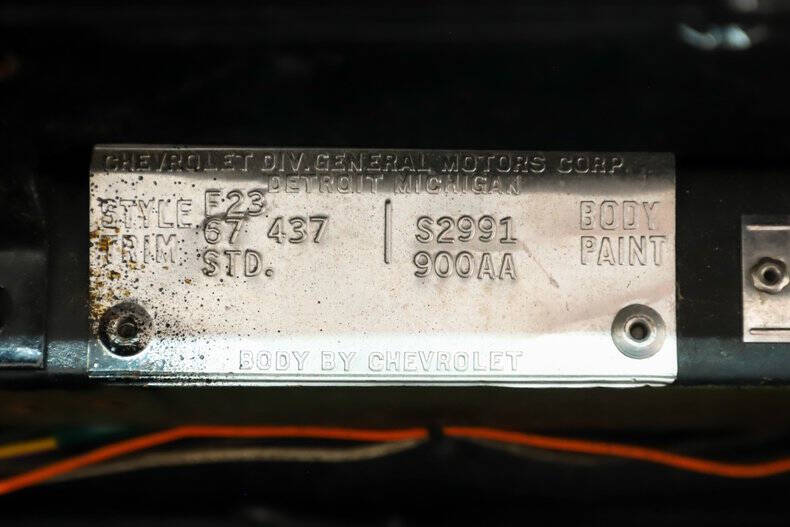 CHEVROLET DIV. GENERAL MOTORS CORP.
DETROIT MICHIGAN
F23
STYLE 67 437 S2991 BODY
TRIM STD. 900AA PAINT
BODY BY CHEVROLET